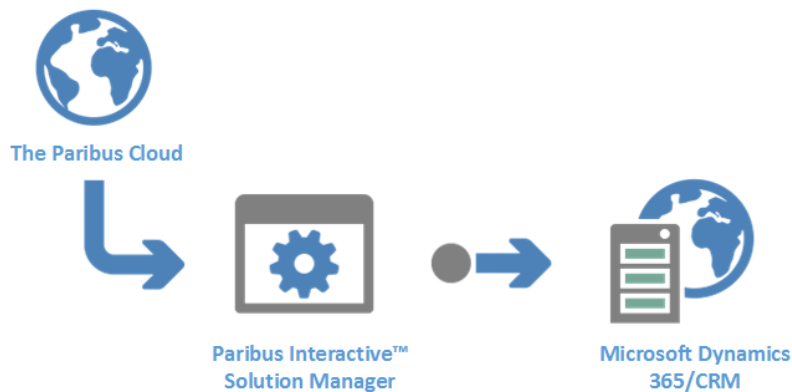 The Paribus Cloud
Paribus Interactive™
Solution Manager
Microsoft Dynamics
365/CRM